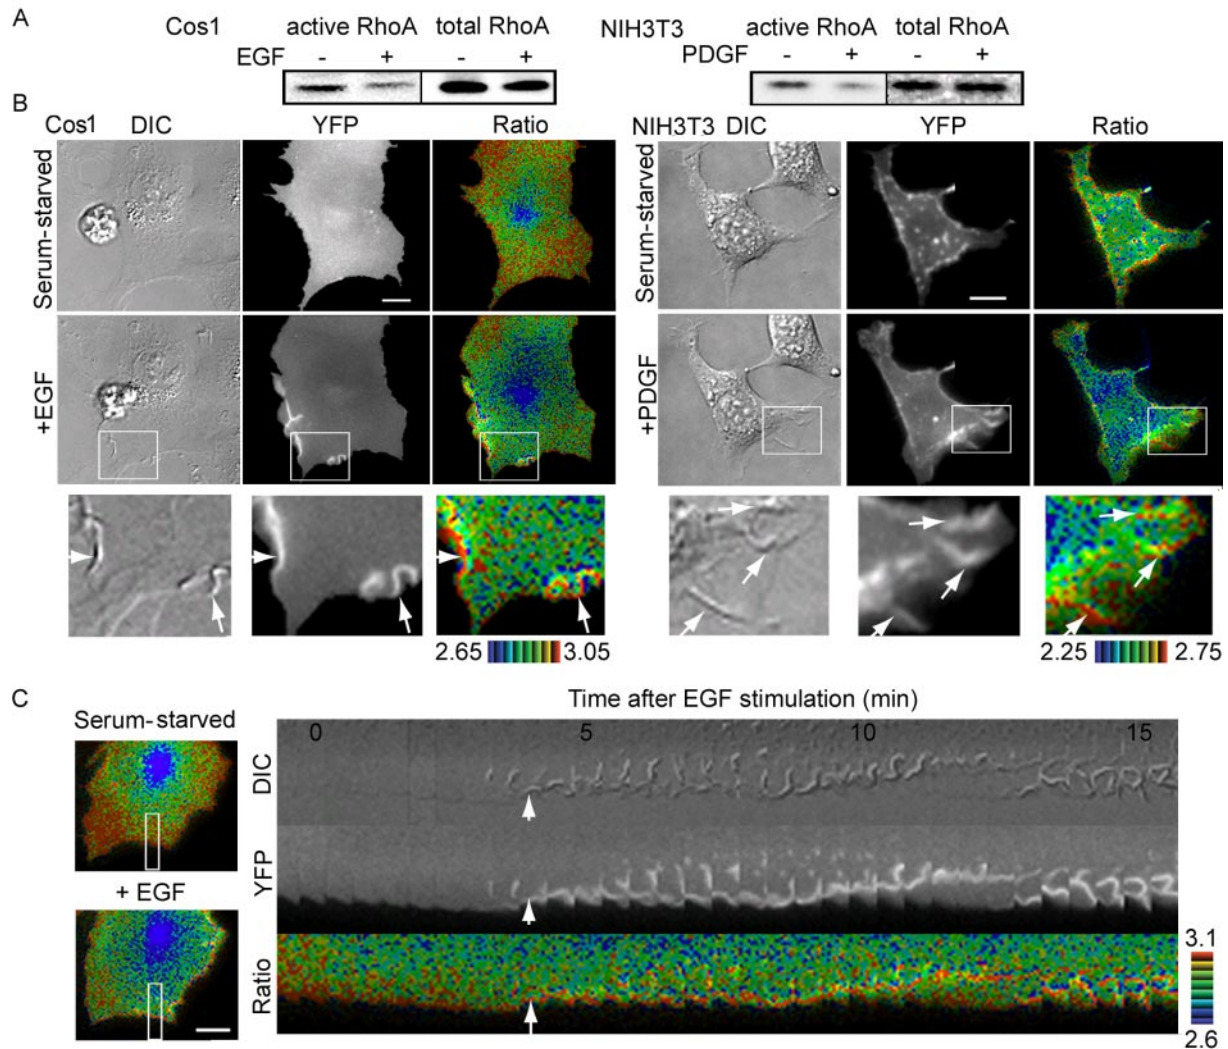 A
Cos1 active RhoA total RhoA NIH3T3 active RhoA total RhoA
EGF - + - + PDGF - + - +
B
Cos1 DIC YFP Ratio NIH3T3 DIC YFP Ratio
Serum-starved
Serum-starved
+EGF
+PDGF
2.65 3.05 2.25 2.75
C
Time after EGF stimulation (min)
Serum-starved
0 5 10 15
DIC
YFP
+ EGF
Ratio
3.1
2.6